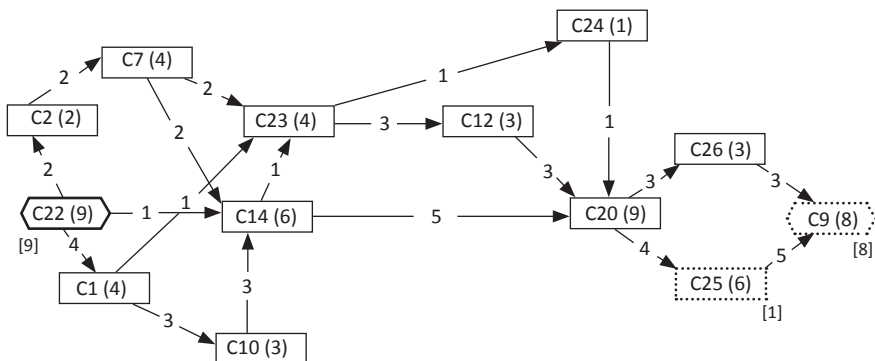 C24 (1)
C7 (4)
2
2
1
C2 (2)
C23 (4)
3
C12 (3)
2
1
2
1
3
C26 (3)
3
3
C22 (9)
1
1
C14 (6)
5
C20 (9)
C9 (8)
[9]
4
4
5
[8]
C1 (4)
3
C25 (6)
3
[1]
C10 (3)